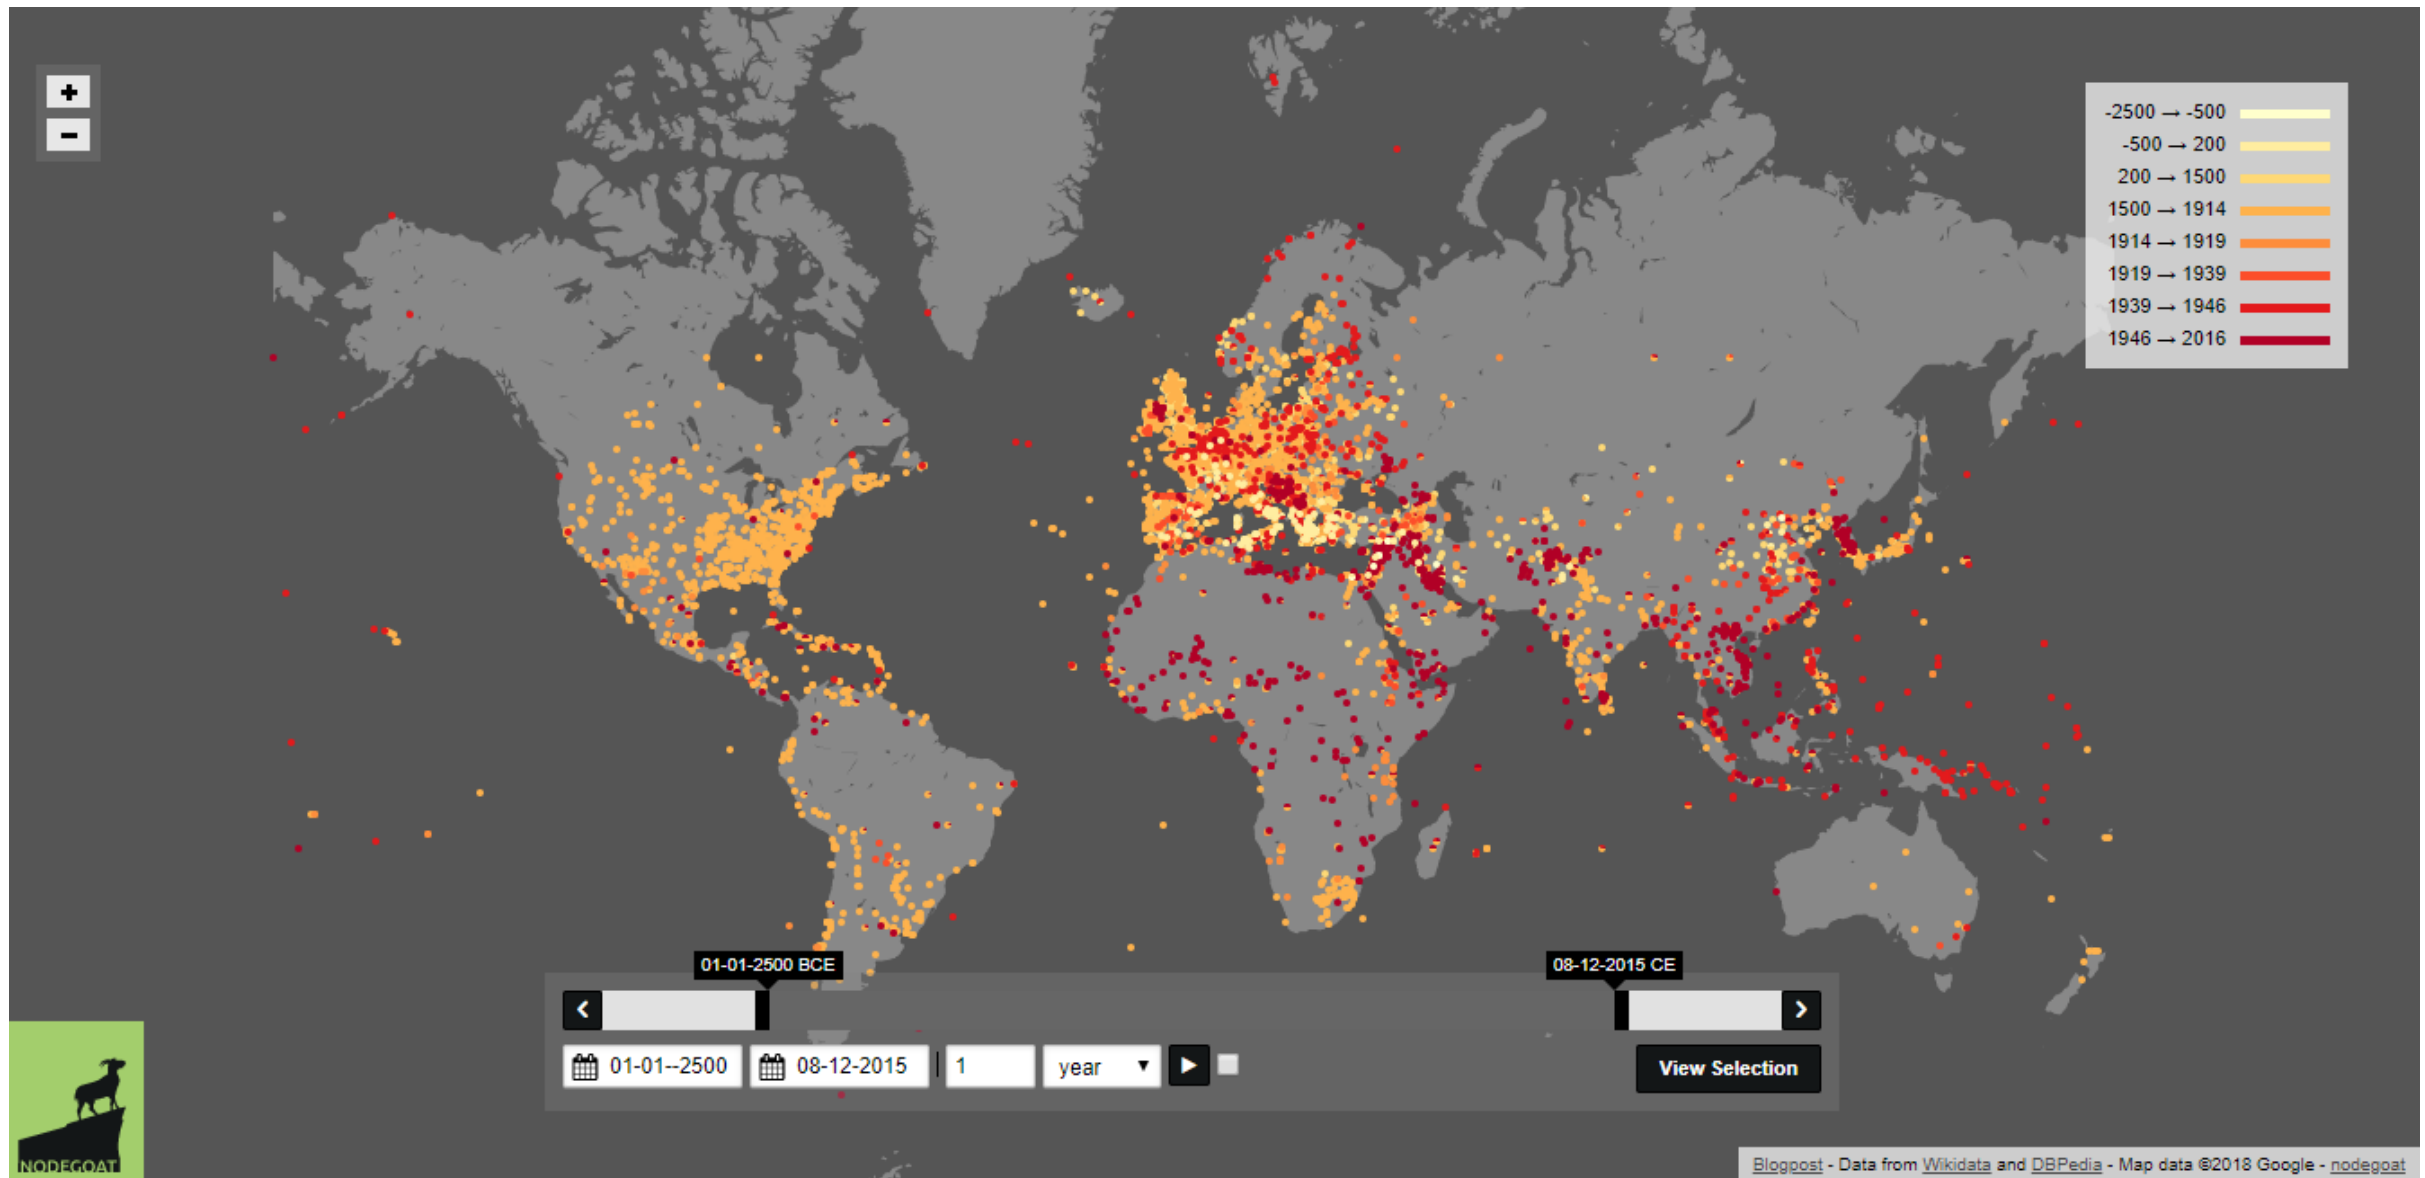 +
−
-2500 → -500
-500 → 200
200 → 1500
1500 → 1914
1914 → 1919
1919 → 1939
1939 → 1946
1946 → 2016
01-01-2500 BCE
08-12-2015 CE
01-01--2500
08-12-2015
1
year
View Selection
NODEGOAT
Blogpost - Data from Wikidata and DBPedia - Map data ©2018 Google - nodegoat